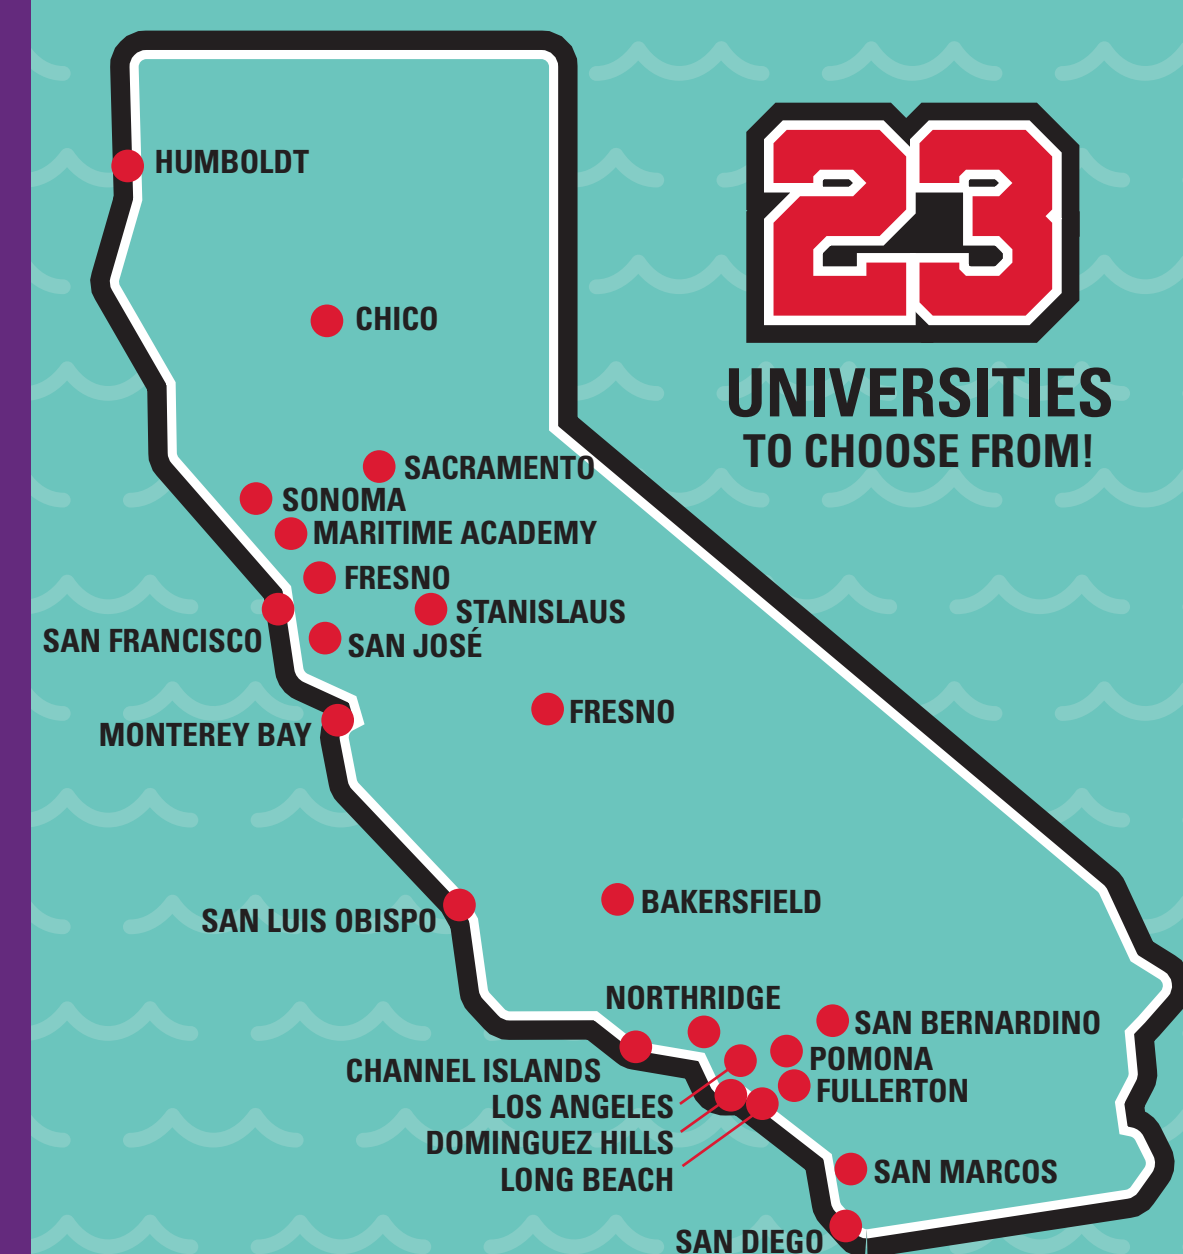 HUMBOLDT
23
CHICO
UNIVERSITIES
TO CHOOSE FROM!
SACRAMENTO
SONOMA
MARITIME ACADEMY
FRESNO
STANISLAUS
SAN FRANCISCO
SAN JOSÉ
FRESNO
MONTEREY BAY
BAKERSFIELD
SAN LUIS OBISPO
NORTHRIDGE
SAN BERNARDINO
POMONA
CHANNEL ISLANDS
FULLERTON
LOS ANGELES
DOMINGUEZ HILLS
LONG BEACH
SAN MARCOS
SAN DIEGO